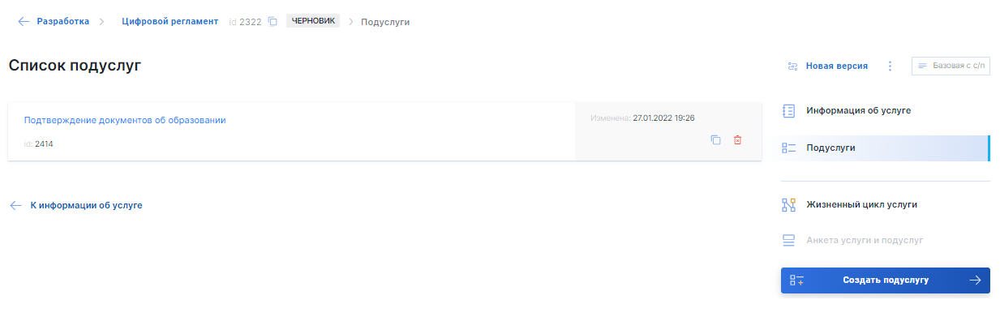 Разработка Цифровой регламент id 2322 ЧЕРНОВИК Подуслуги
Список подуслуг
Новая версия Базовая с с/п
Подтверждение документов об образовании
id: 2414
Изменена: 27.01.2022 19:26
К информации об услуге
Информация об услуге
Подуслуги
Жизненный цикл услуги
Анкета услуги и подуслуг
Создать подуслугу